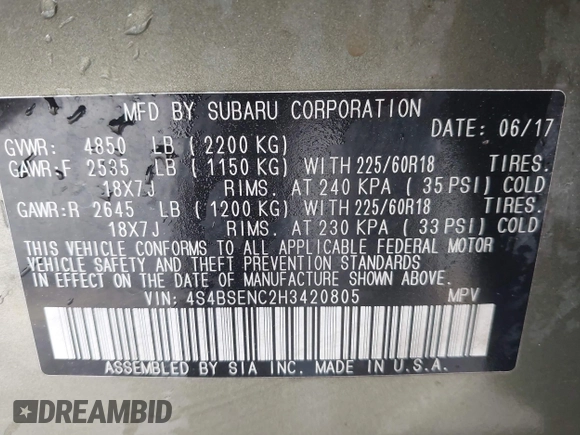 MFD BY SUBARU CORPORATION
DATE: 06/17
GVWR: 4850 LB (2200 KG)
GAWR:F 2535 LB (1150 KG) WITH 225/60R18 TIRES.
18X7J RIMS. AT 240 KPA (35 PSI) COLD
GAWR:R 2645 LB (1200 KG) WITH 225/60R18 TIRES.
18X7J RIMS. AT 230 KPA (33 PSI) COLD
THIS VEHICLE CONFORMS TO ALL APPLICABLE FEDERAL MOTOR
VEHICLE SAFETY AND THEFT PREVENTION STANDARDS
IN EFFECT ON THE DATE OF MANUFACTURE SHOWN ABOVE.
VIN: 4S4BSENC2H3420805 MPV
ASSEMBLED BY SIA INC. MADE IN U.S.A.
DREAMBID